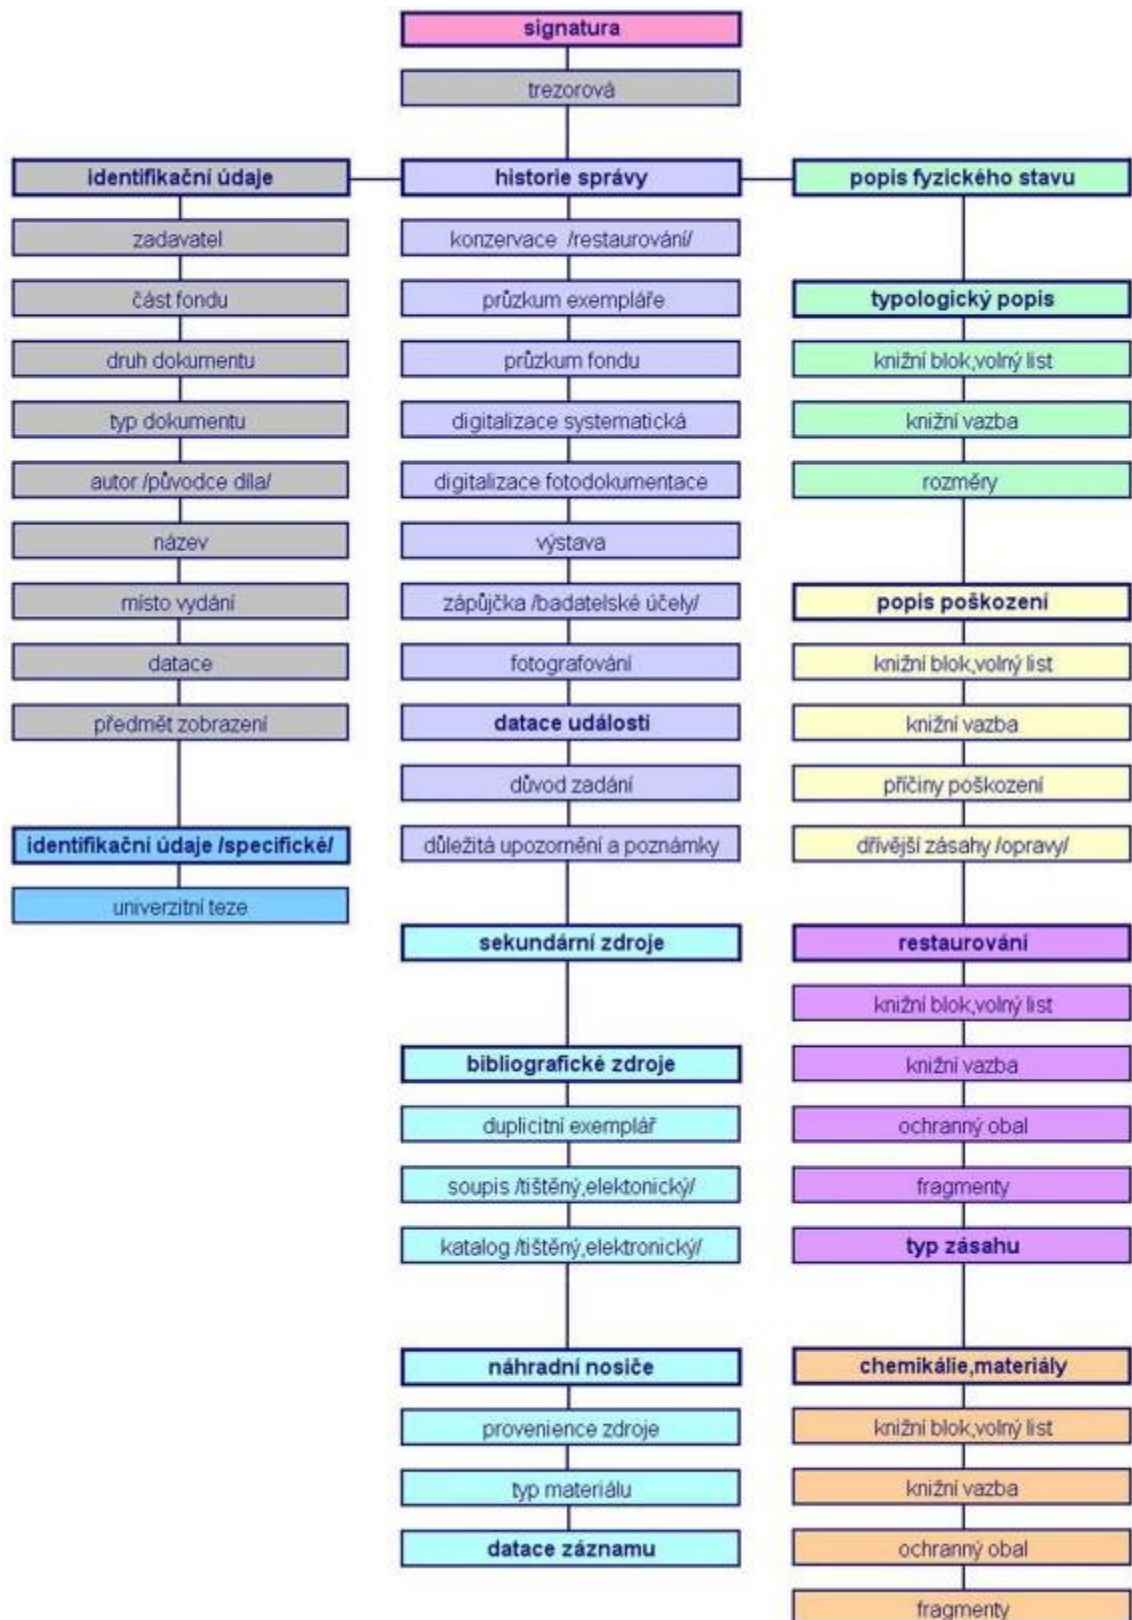 signatura
trezorová
identifikační údaje
zadavatel
část fondu
druh dokumentu
typ dokumentu
autor /původce díla/
název
místo vydání
datace
předmět zobrazení
identifikační údaje /specifické/
univerzitní teze
historie správy
konzervace /restaurování/
průzkum exempláře
průzkum fondu
digitalizace systematická
digitalizace fotodokumentace
výstava
zápůjčka /badatelské účely/
fotografování
datace události
důvod zadání
důležitá upozornění a poznámky
sekundární zdroje
bibliografické zdroje
duplicitní exemplář
soupis /tištěný,elektonický/
katalog /tištěný,elektronický/
náhradní nosiče
provenience zdroje
typ materiálu
datace záznamu
popis fyzického stavu
typologický popis
knižní blok,volný list
knižní vazba
rozměry
popis poškození
knižní blok,volný list
knižní vazba
příčiny poškození
dřívější zásahy /opravy/
restaurování
knižní blok,volný list
knižní vazba
ochranný obal
fragmenty
typ zásahu
chemikálie,materiály
knižní blok,volný list
knižní vazba
ochranný obal
fragmenty